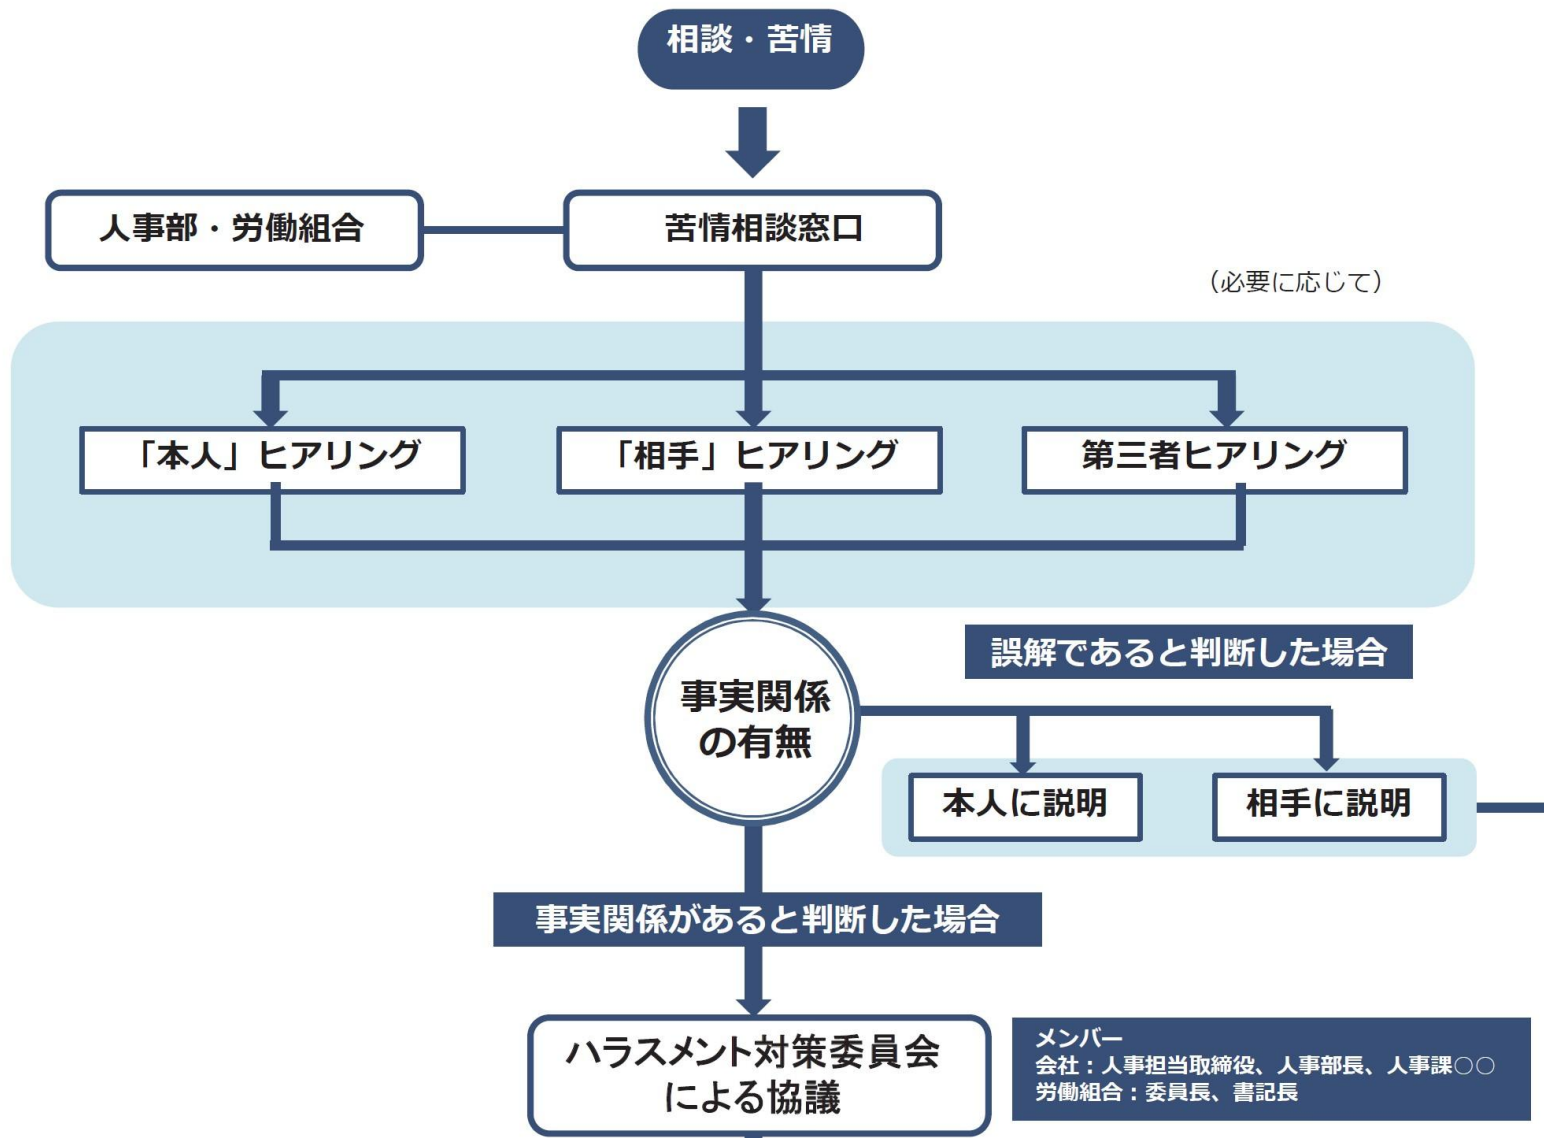 相談・苦情
人事部・労働組合
苦情相談窓口
（必要に応じて）
「本人」ヒアリング
「相手」ヒアリング
第三者ヒアリング
事実関係
の有無
誤解であると判断した場合
本人に説明
相手に説明
事実関係があると判断した場合
ハラスメント対策委員会
による協議
メンバー
会社：人事担当取締役、人事部長、人事課○○
労働組合：委員長、書記長